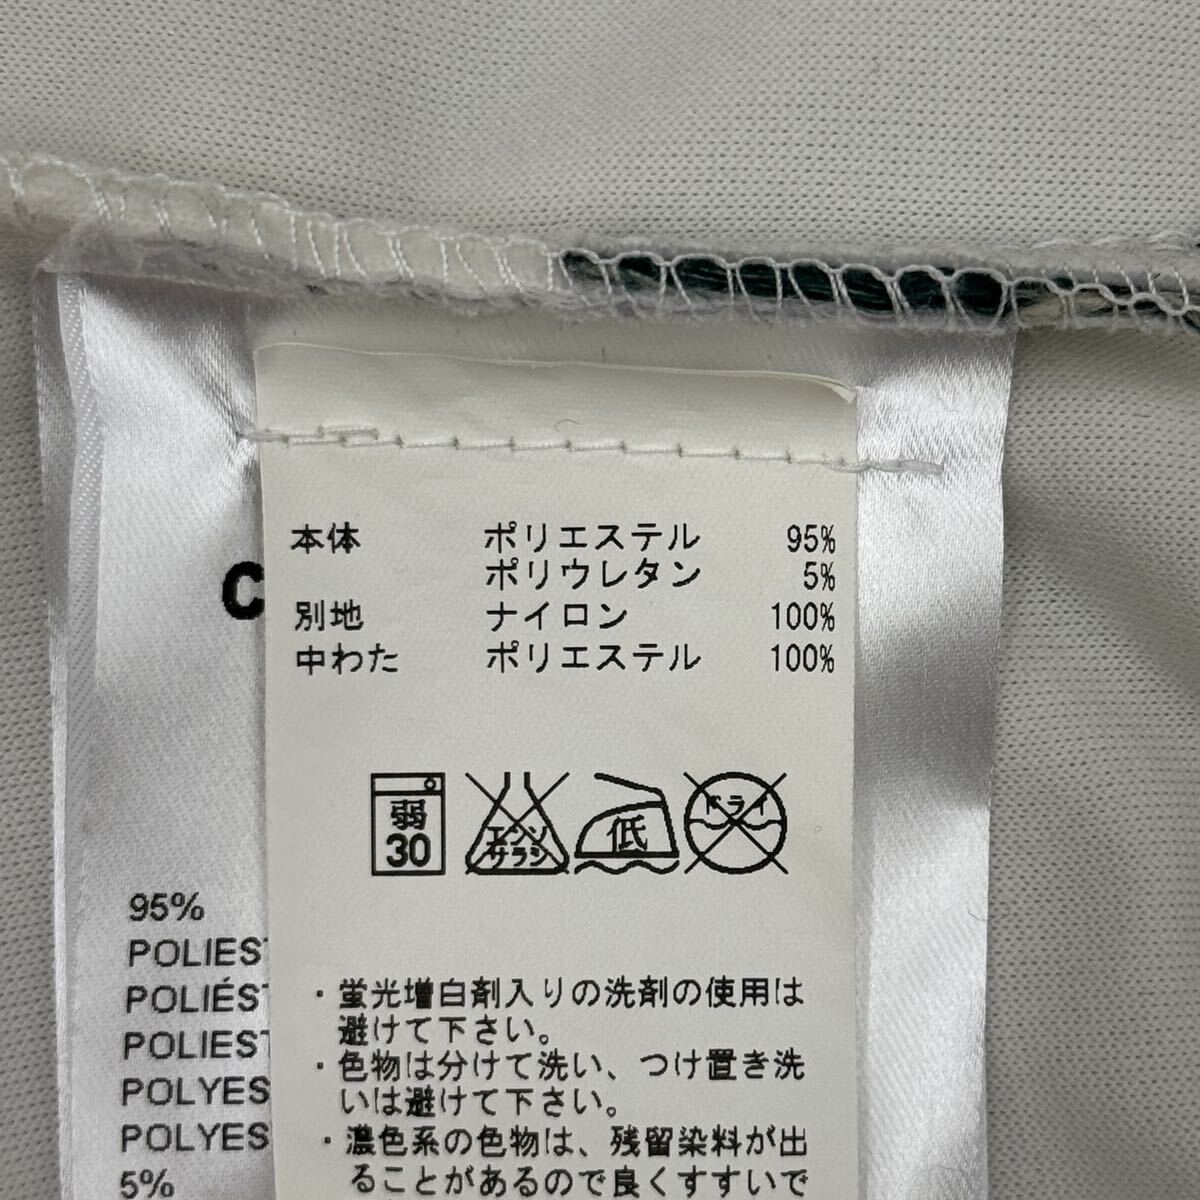 本体 ポリエステル 95%
ポリウレタン 5%
別地 ナイロン 100%
中わた ポリエステル 100%
C
弱
30
エンソ
サラシ
低
ドライ
95%
POLIEST
POLIÉST
POLIEST
POLYES
POLYES
5%
・蛍光増白剤入りの洗剤の使用は
避けて下さい。
・色物は分けて洗い、つけ置き洗
いは避けて下さい。
・濃色系の色物は、残留染料が出
ることがあるので良くすすいで